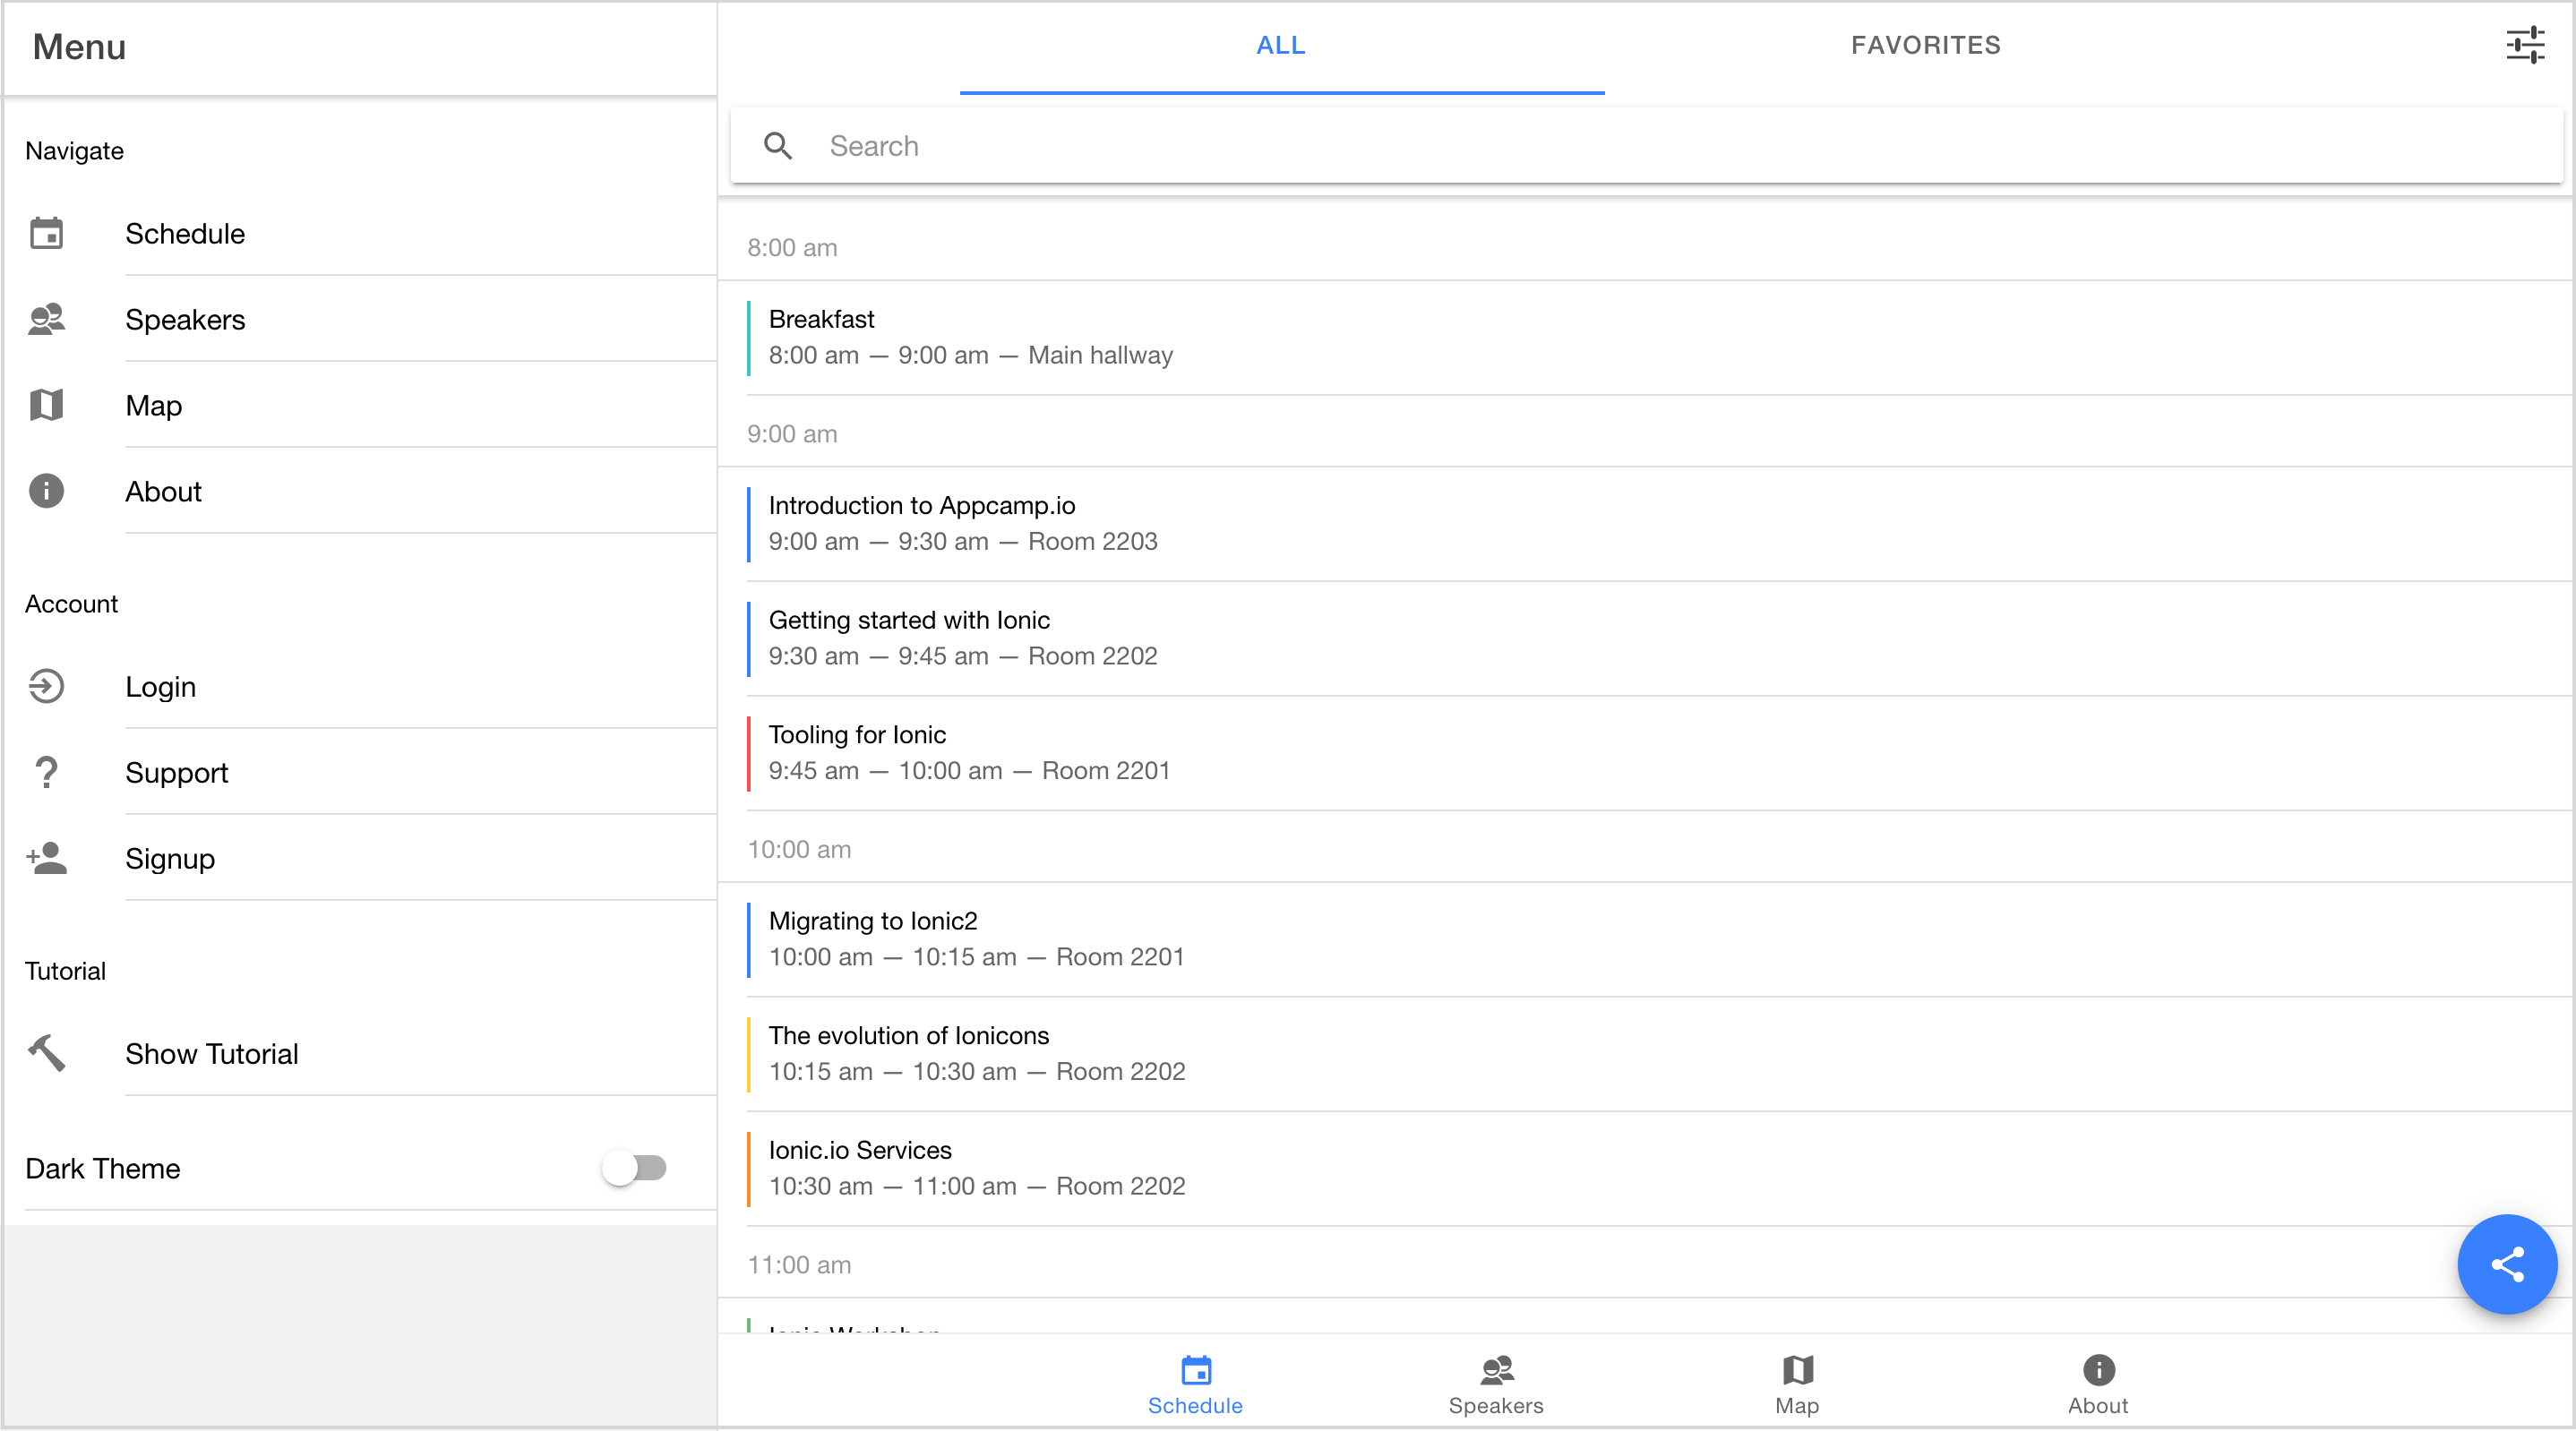 Menu
Navigate
Schedule
Speakers
Map
About
Account
Login
Support
Signup
Tutorial
Show Tutorial
Dark Theme
ALL
FAVORITES
Search
8:00 am
Breakfast
8:00 am — 9:00 am — Main hallway
9:00 am
Introduction to Appcamp.io
9:00 am — 9:30 am — Room 2203
Getting started with Ionic
9:30 am — 9:45 am — Room 2202
Tooling for Ionic
9:45 am — 10:00 am — Room 2201
10:00 am
Migrating to Ionic2
10:00 am — 10:15 am — Room 2201
The evolution of Ionicons
10:15 am — 10:30 am — Room 2202
Ionic.io Services
10:30 am — 11:00 am — Room 2202
11:00 am
Ionic Workshop
Schedule
Speakers
Map
About